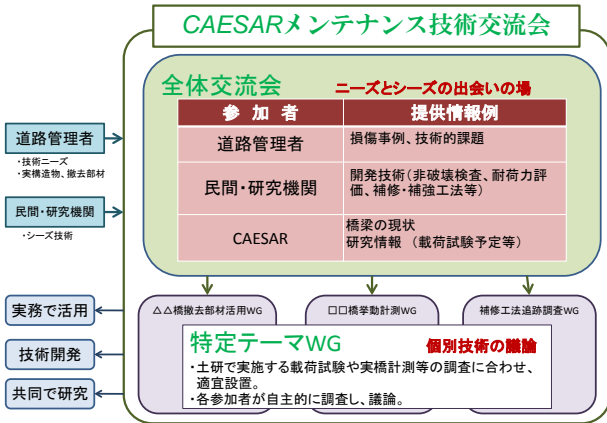 CAESARメンテナンス技術交流会
全体交流会
ニーズとシーズの出会いの場
参 加 者 提供情報例
道路管理者 損傷事例、技術的課題
民間・研究機関 開発技術（非破壊検査、耐荷力評
価、補修・補強工法等）
CAESAR 橋梁の現状
研究情報 （載荷試験予定等）
道路管理者
・技術ニーズ
・実構造物、撤去部材
民間・研究機関
・シーズ技術
実務で活用
技術開発
共同で研究
△△橋撤去部材活用WG
□□橋挙動計測WG
補修工法追跡調査WG
特定テーマWG
個別技術の議論
・土研で実施する載荷試験や実橋計測等の調査に合わせ、
適宜設置。
・各参加者が自主的に調査し、議論。